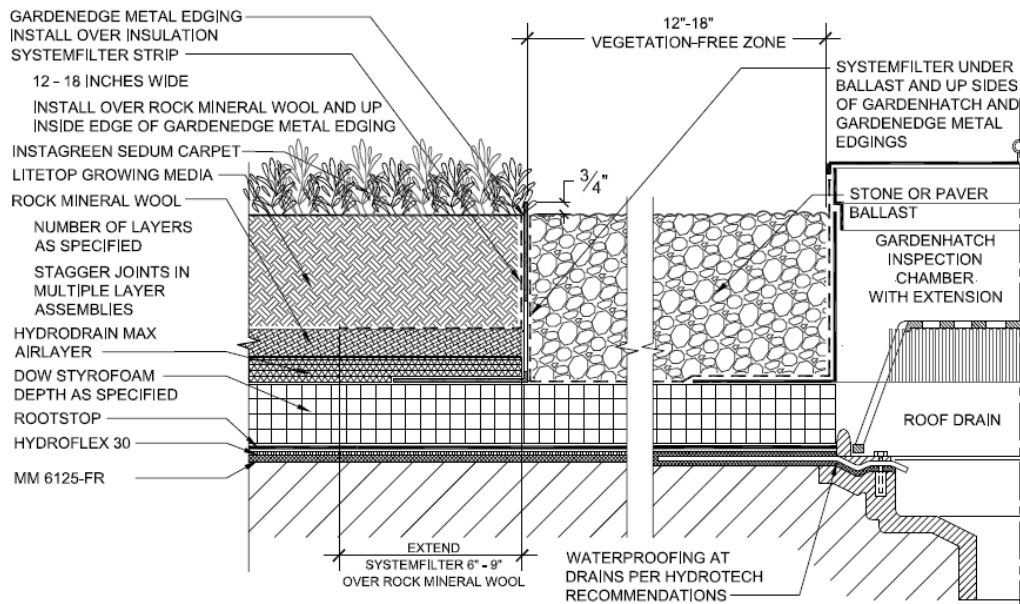 GARDENEDGE METAL EDGING
INSTALL OVER INSULATION
SYSTEMFILTER STRIP
12 - 18 INCHES WIDE
INSTALL OVER ROCK MINERAL WOOL AND UP
INSIDE EDGE OF GARDENEDGE METAL EDGING
INSTAGREEN SEDUM CARPET
LITETOP GROWING MEDIA
ROCK MINERAL WOOL
NUMBER OF LAYERS
AS SPECIFIED
STAGGER JOINTS IN
MULTIPLE LAYER
ASSEMBLIES
HYDRODRAIN MAX
AIRLAYER
DOW STYROFOAM
DEPTH AS SPECIFIED
ROOTSTOP
HYDROFLEX 30
MM 6125-FR
12"-18"
VEGETATION-FREE ZONE
3/4"
SYSTEMFILTER UNDER
BALLAST AND UP SIDES
OF GARDENHATCH AND
GARDENEDGE METAL
EDGINGS
STONE OR PAVER
BALLAST
GARDENHATCH
INSPECTION
CHAMBER
WITH EXTENSION
ROOF DRAIN
EXTEND
SYSTEMFILTER 6" - 9"
OVER ROCK MINERAL WOOL
WATERPROOFING AT
DRAINS PER HYDROTECH
RECOMMENDATIONS